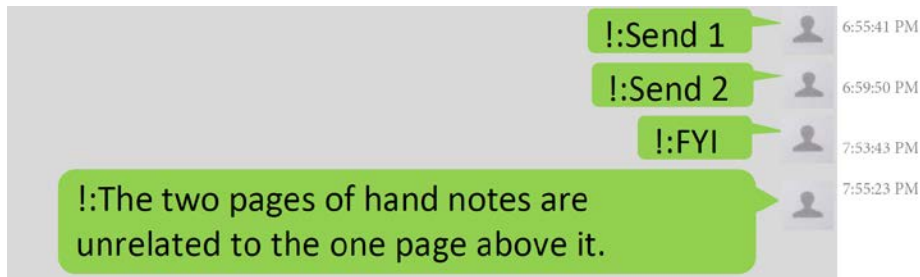 !:Send 1
6:55:41 PM
!:Send 2
6:59:50 PM
!:FYI
7:53:43 PM
!:The two pages of hand notes are
unrelated to the one page above it.
7:55:23 PM